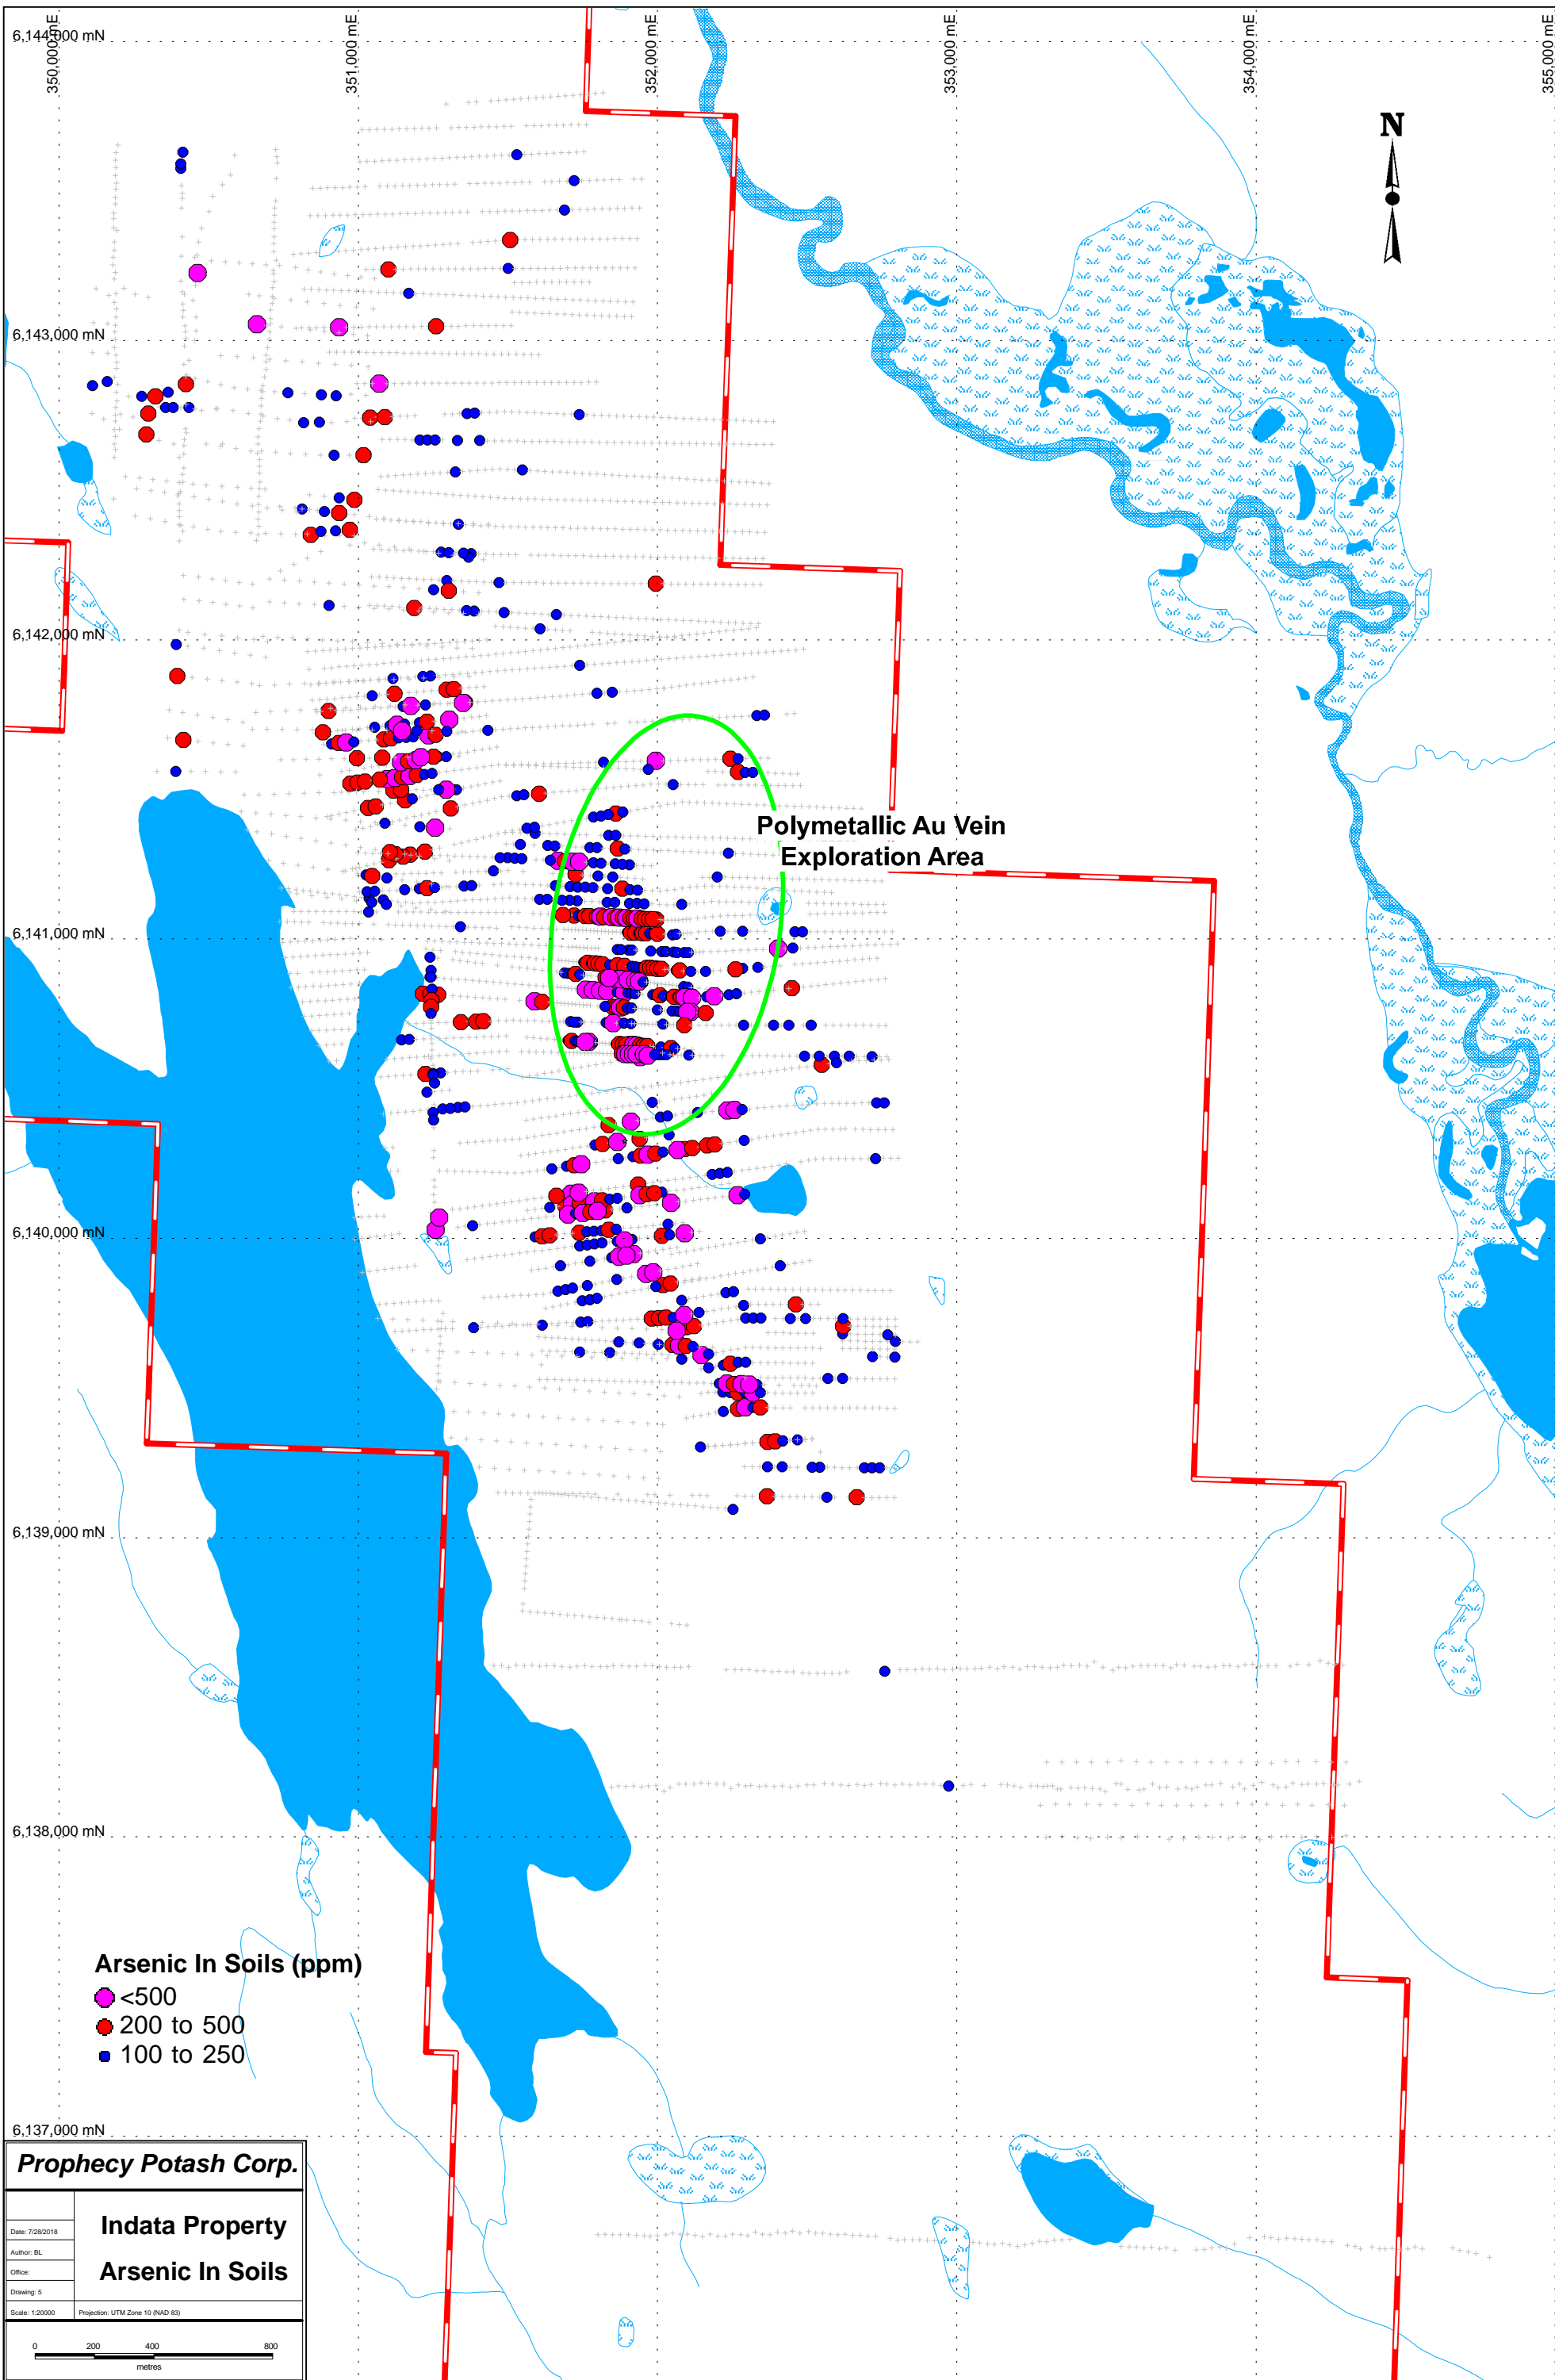 350,000 mE
351,000 mE
352,000 mE
353,000 mE
354,000 mE
355,000 mE
6,144,000 mN
N
6,143,000 mN
6,142,000 mN
Polymetallic Au Vein
Exploration Area
6,141,000 mN
6,140,000 mN
6,139,000 mN
6,138,000 mN
Arsenic In Soils (ppm)
<500
200 to 500
100 to 250
6,137,000 mN
Prophecy Potash Corp.
Indata Property
Arsenic In Soils
Date: 7/28/2018
Author: BL
Office:
Drawing: 5
Scale: 1:20000
Projection: UTM Zone 10 (NAD 83)
0 200 400 800
metres